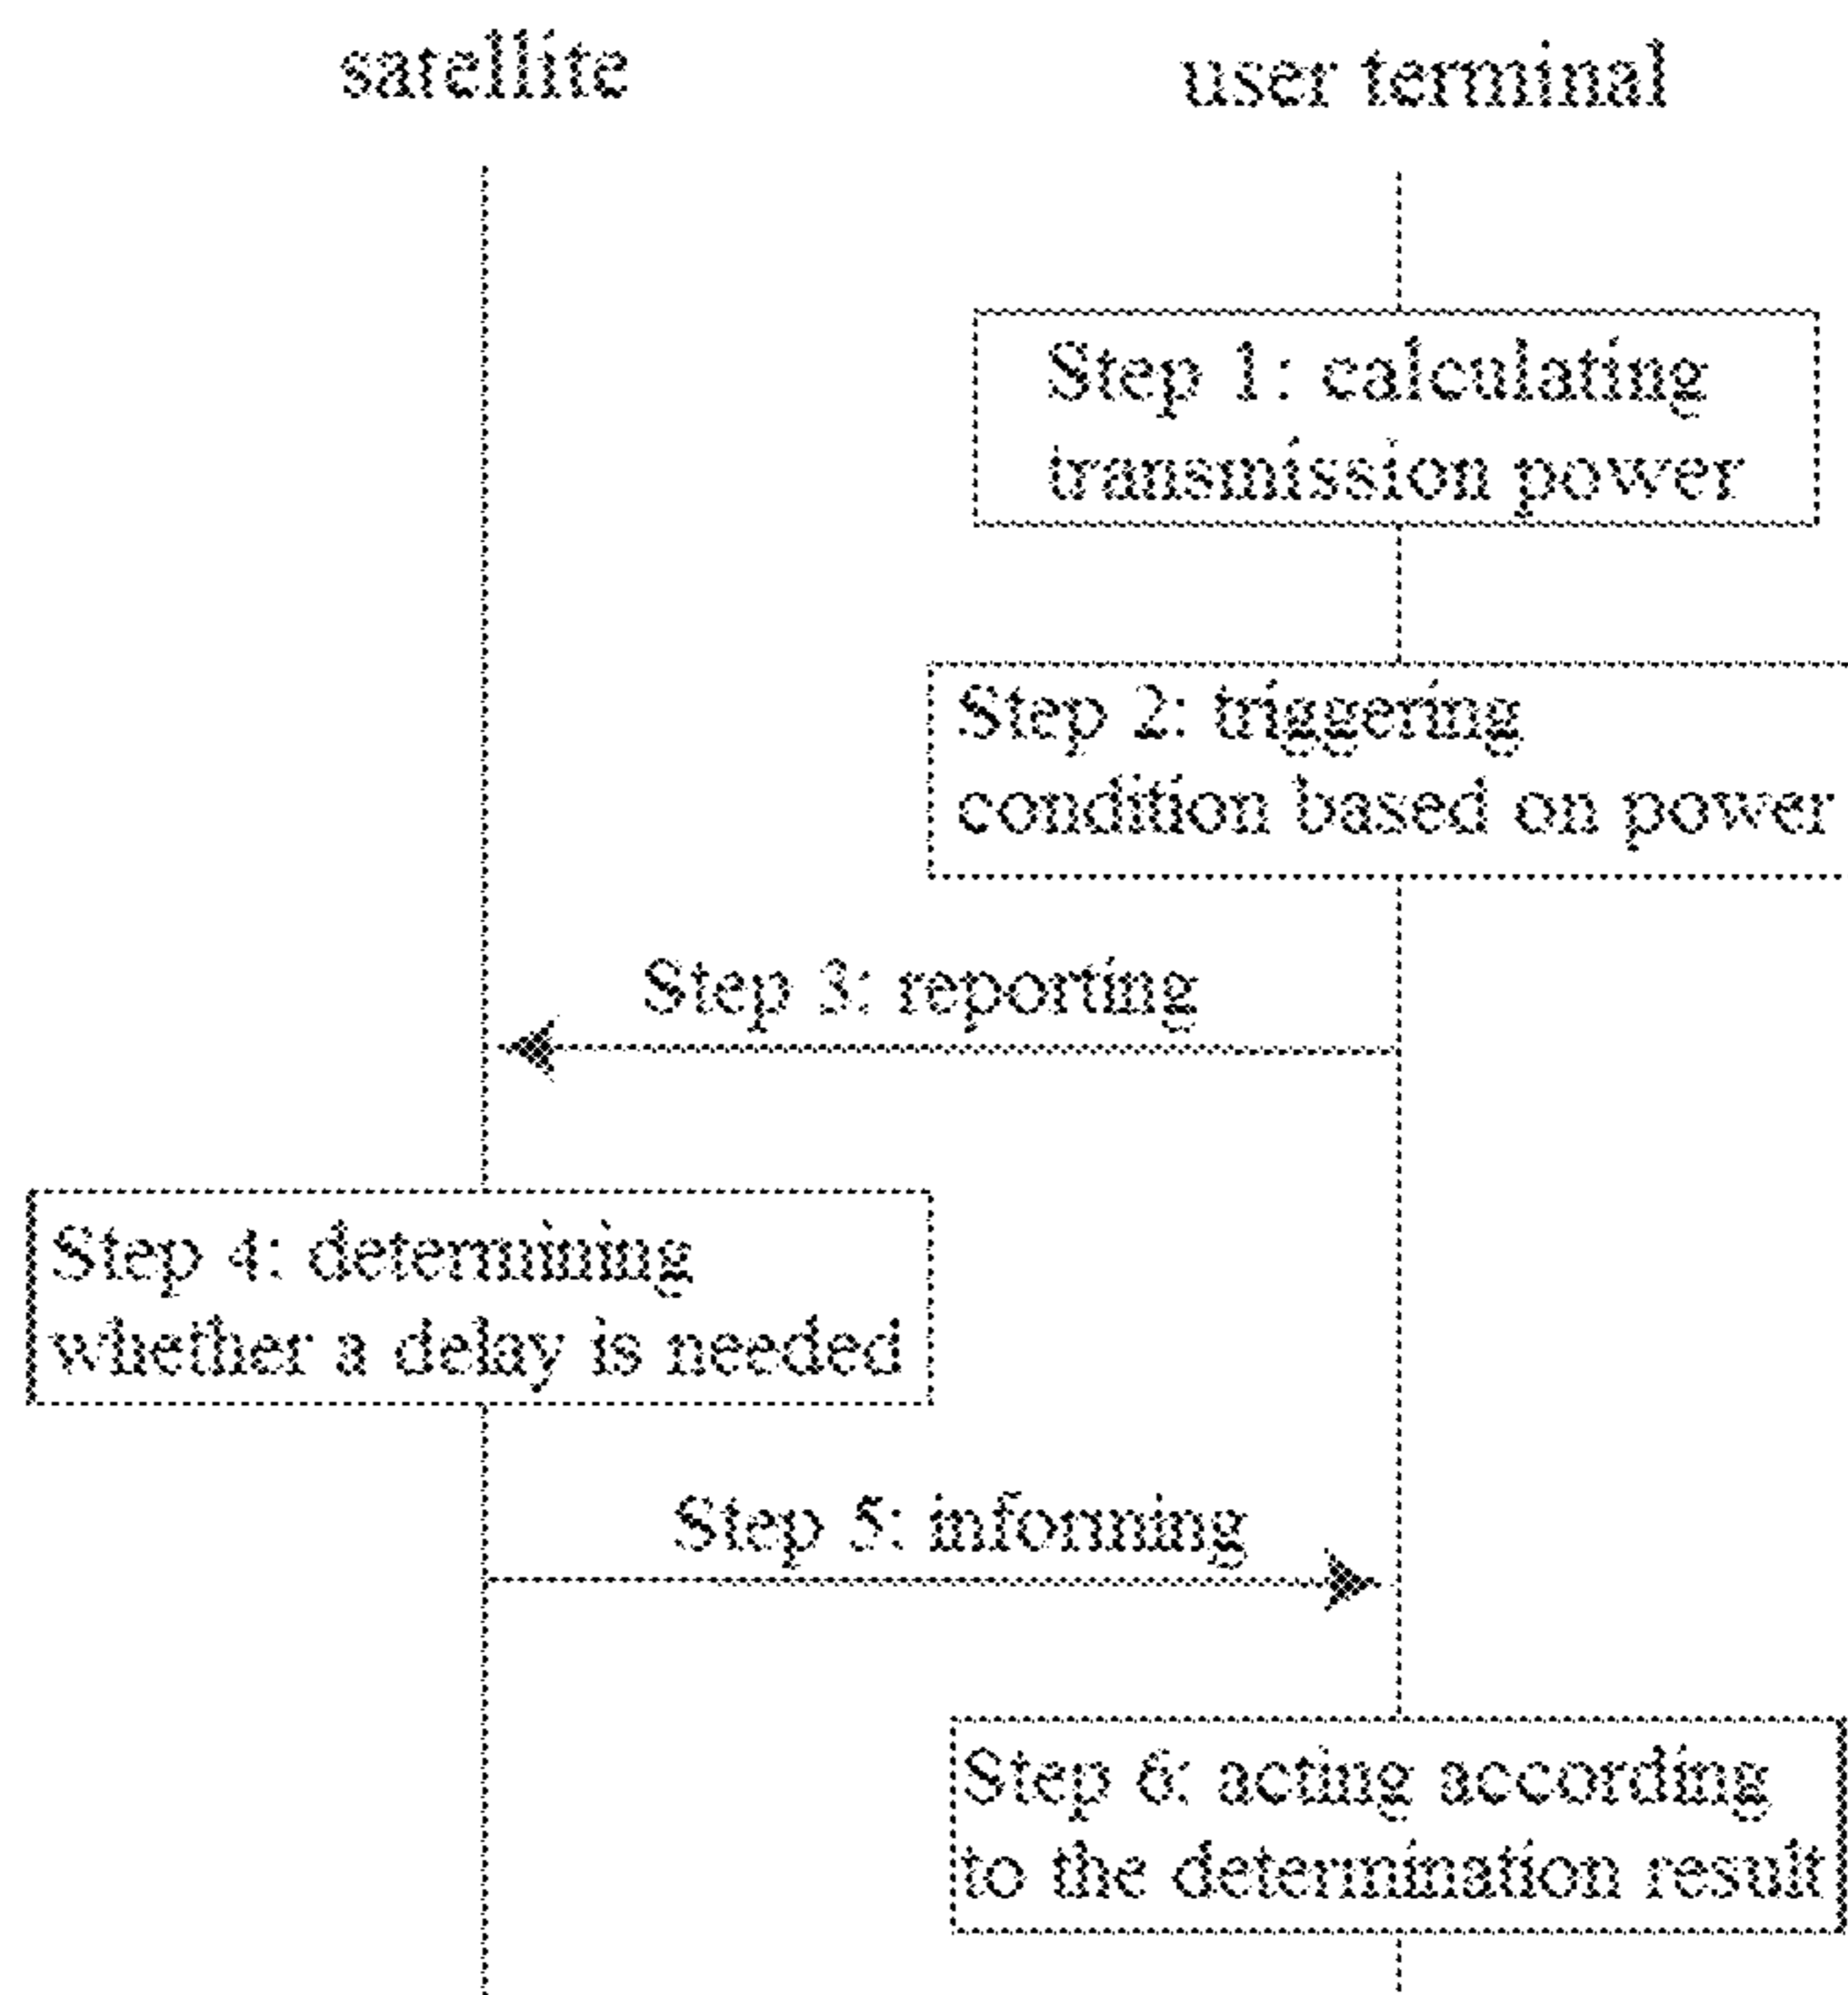 satellite
user terminal
Step 1: calculating
transmission power
Step 2: triggering
condition based on power
Step 3: reporting
Step 4: determining
whether a delay is needed
Step 5: informing
Step 6: acting according
to the determination result